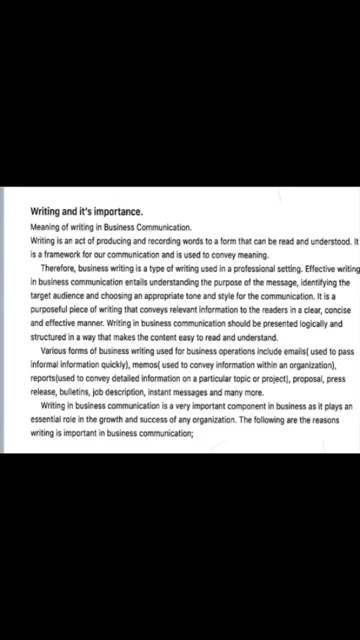 Writing and it's importance.
Meaning of writing in Business Communication.
Writing is an act of producing and recording words to a form that can be read and understood. It
is a framework for our communication and is used to convey meaning.
Therefore, business writing is a type of writing used in a professional setting. Effective writing
in business communication entails understanding the purpose of the message, identifying the
target audience and choosing an appropriate tone and style for the communication. It is a
purposeful piece of writing that conveys relevant information to the readers in a clear, concise
and effective manner. Writing in business communication should be presented logically and
structured in a way that makes the content easy to read and understand.
Various forms of business writing used for business operations include emails( used to pass
informal information quickly), memos( used to convey information within an organization),
reports(used to convey detailed information on a particular topic or project), proposal, press
release, bulletins, job description, instant messages and many more.
Writing in business communication is a very important component in business as it plays an
essential role in the growth and success of any organization. The following are the reasons
writing is important in business communication;